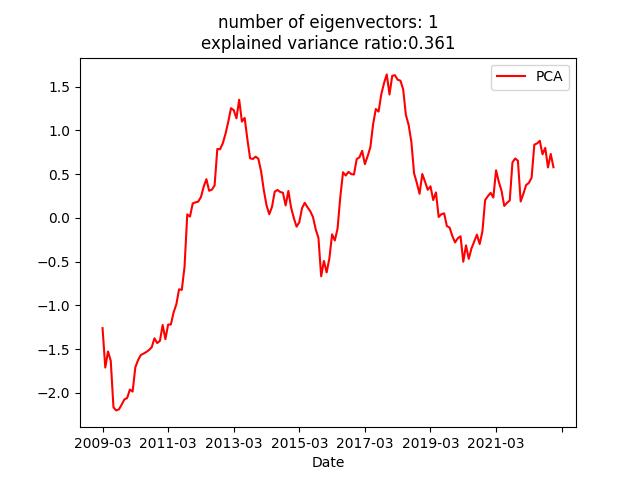 number of eigenvectors: 1
explained variance ratio:0.361
PCA
1.5
1.0
0.5
0.0
−0.5
−1.0
−1.5
−2.0
2009-03 2011-03 2013-03 2015-03 2017-03 2019-03 2021-03
Date